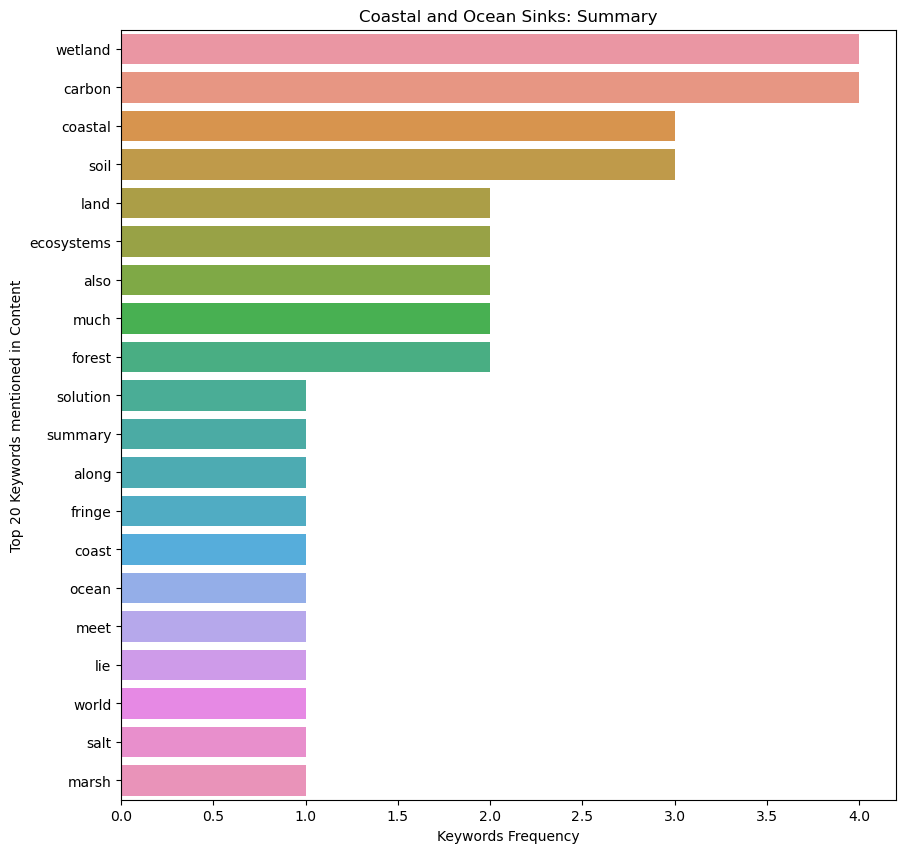 Coastal and Ocean Sinks: Summary
Top 20 Keywords mentioned in Content
wetland
carbon
coastal
soil
land
ecosystems
also
much
forest
solution
summary
along
fringe
coast
ocean
meet
lie
world
salt
marsh
0.0 0.5 1.0 1.5 2.0 2.5 3.0 3.5 4.0
Keywords Frequency